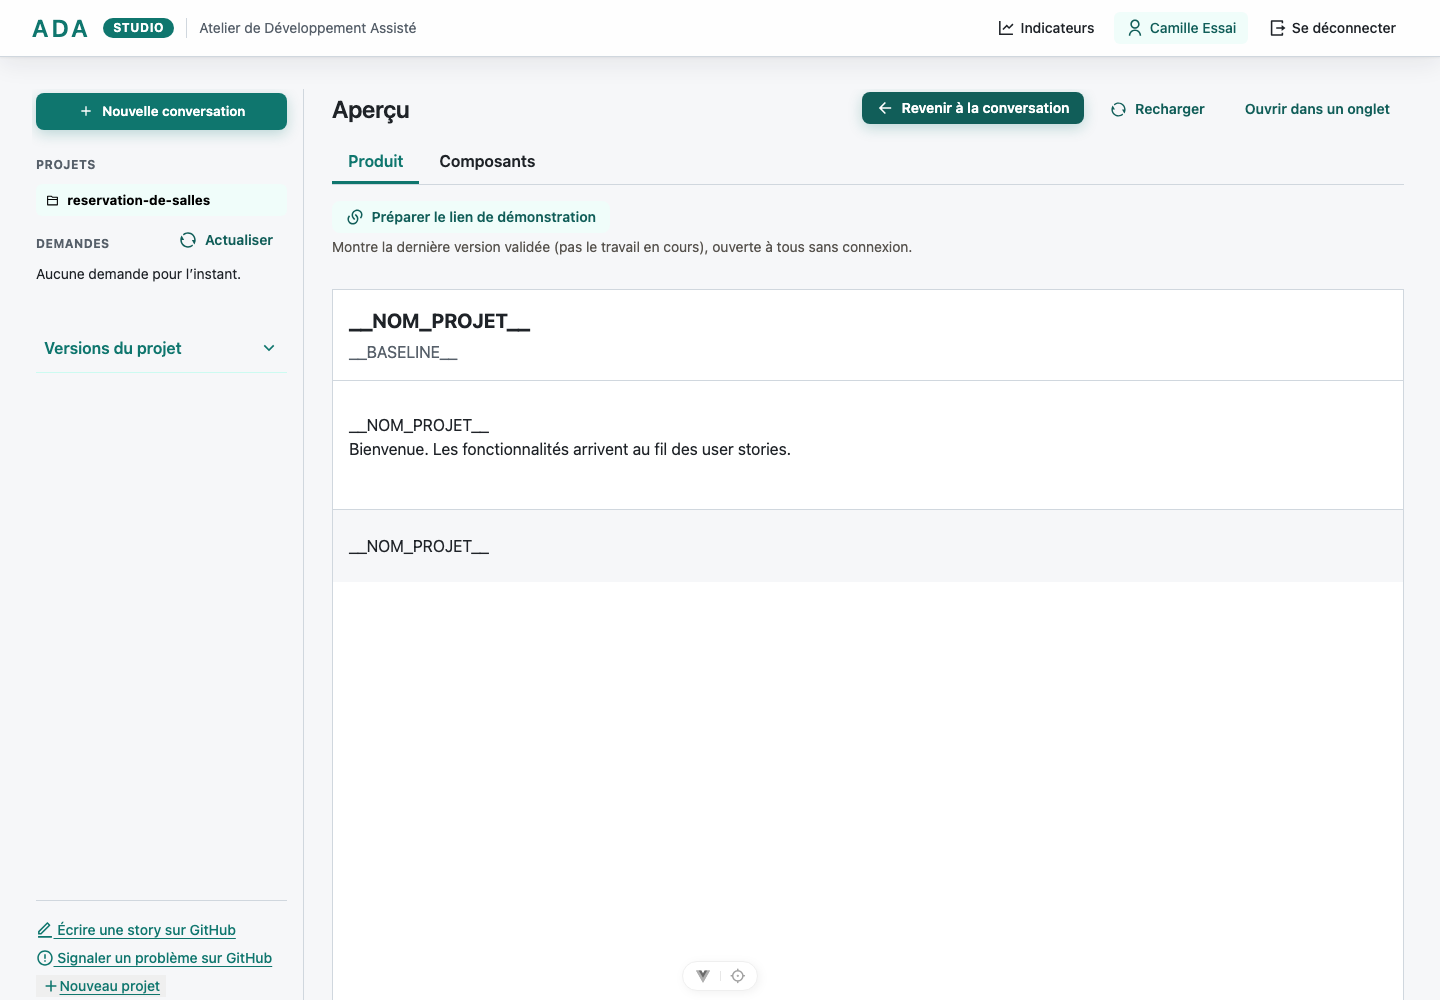 ADA STUDIO Atelier de Développement Assisté
Indicateurs
Camille Essai
Se déconnecter
+ Nouvelle conversation
PROJETS
reservation-de-salles
DEMANDES
Actualiser
Aucune demande pour l’instant.
Versions du projet
Écrire une story sur GitHub
Signaler un problème sur GitHub
+ Nouveau projet
Aperçu
← Revenir à la conversation
Recharger
Ouvrir dans un onglet
Produit
Composants
Préparer le lien de démonstration
Montre la dernière version validée (pas le travail en cours), ouverte à tous sans connexion.
__NOM_PROJET__
__BASELINE__
__NOM_PROJET__
Bienvenue. Les fonctionnalités arrivent au fil des user stories.
__NOM_PROJET__